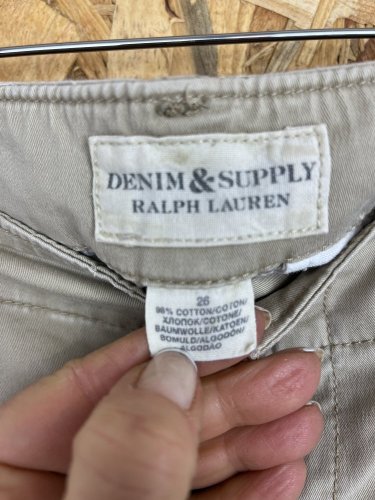 DENIM & SUPPLY
RALPH LAUREN
26
98% COTTON/COTON/
ХЛОПОК/COTONE/
BAUMWOLLE/KATOEN/
BOMULD/ALGODÓN/
ALGODÃO